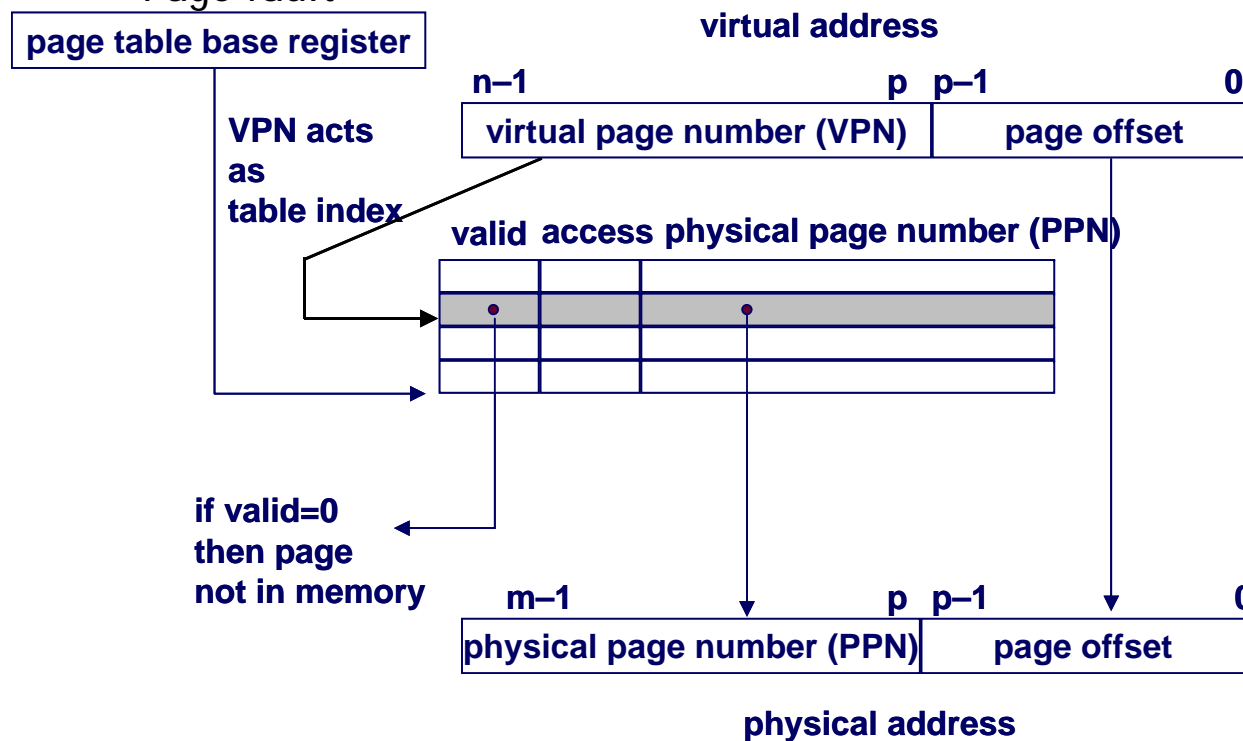 page table base register
virtual address
n–1 p p–1 0
VPN acts
as
table index
virtual page number (VPN) page offset
valid access physical page number (PPN)
if valid=0
then page
not in memory
m–1 p p–1 0
physical page number (PPN) page offset
physical address